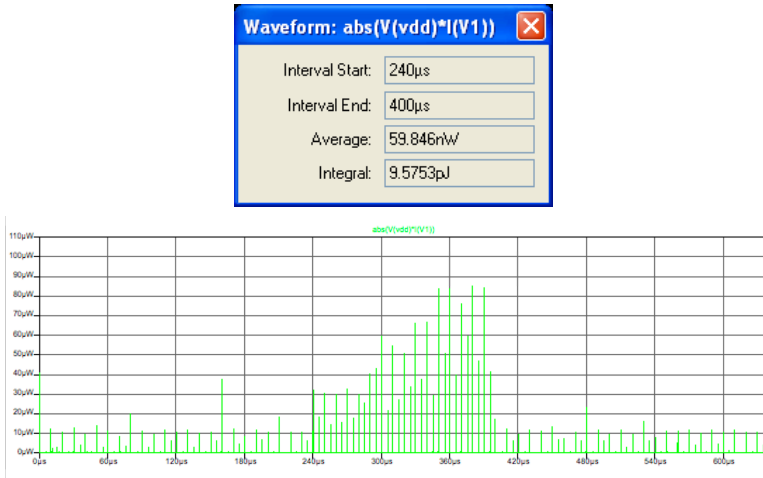 Waveform: abs(V(vdd)*I(V1))
Interval Start: 240µs
Interval End: 400µs
Average: 59.846nW
Integral: 9.5753pJ
abs(V(vdd)*I(V1))
110µW
100µW
90µW
80µW
70µW
60µW
50µW
40µW
30µW
20µW
10µW
0µW
0µs 60µs 120µs 180µs 240µs 300µs 360µs 420µs 480µs 540µs 600µs